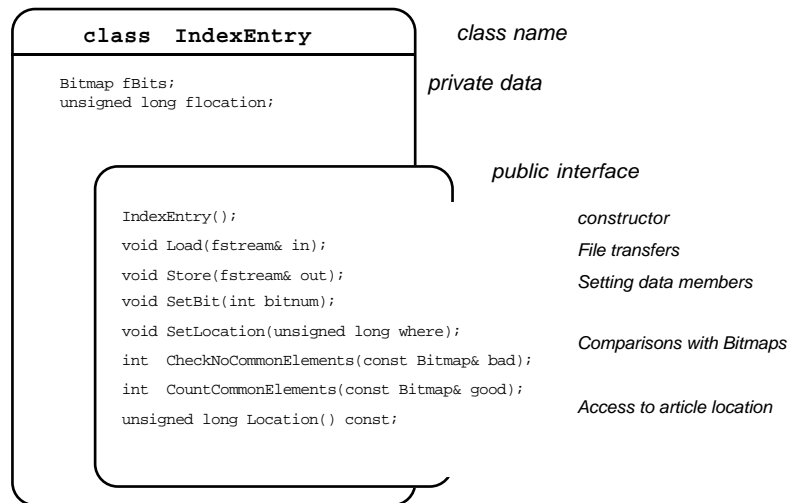 class IndexEntry
class name
Bitmap fBits;
unsigned long flocation;
private data
public interface
IndexEntry();
constructor
void Load(fstream& in);
File transfers
void Store(fstream& out);
Setting data members
void SetBit(int bitnum);
void SetLocation(unsigned long where);
Comparisons with Bitmaps
int CheckNoCommonElements(const Bitmap& bad);
int CountCommonElements(const Bitmap& good);
Access to article location
unsigned long Location() const;